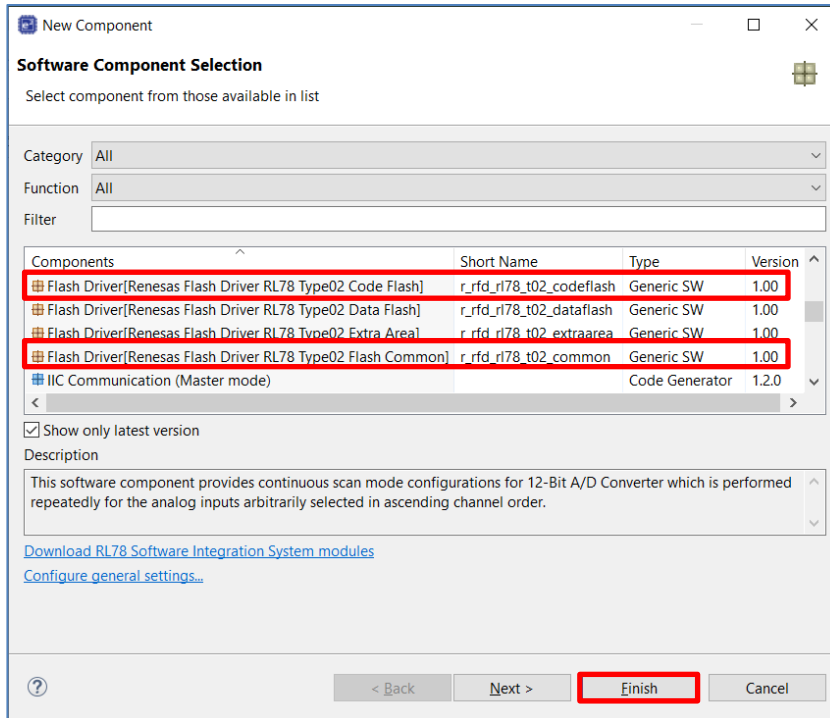 New Component
Software Component Selection
Select component from those available in list
Category All
Function All
Filter
Components Short Name Type Version
Flash Driver[Renesas Flash Driver RL78 Type02 Code Flash] r_rfd_rl78_t02_codeflash Generic SW 1.00
Flash Driver[Renesas Flash Driver RL78 Type02 Data Flash] r_rfd_rl78_t02_dataflash Generic SW 1.00
Flash Driver[Renesas Flash Driver RL78 Type02 Extra Area] r_rfd_rl78_t02_extraarea Generic SW 1.00
Flash Driver[Renesas Flash Driver RL78 Type02 Flash Common] r_rfd_rl78_t02_common Generic SW 1.00
IIC Communication (Master mode) Code Generator 1.2.0
Show only latest version
Description
This software component provides continuous scan mode configurations for 12-Bit A/D Converter which is performed
repeatedly for the analog inputs arbitrarily selected in ascending channel order.
Download RL78 Software Integration System modules
Configure general settings...
? < Back Next > Finish Cancel